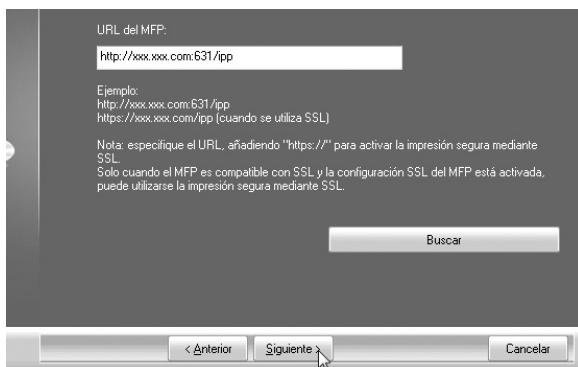 URL del MFP:
http://xxx.xxx.com:631/ipp
Ejemplo:
http://xxx.xxx.com:631/ipp
https://xxx.xxx.com/ipp (cuando se utiliza SSL)
Nota: especifique el URL, añadiendo "https://" para activar la impresión segura mediante
SSL.
Solo cuando el MFP es compatible con SSL y la configuración SSL del MFP está activada,
puede utilizarse la impresión segura mediante SSL.
Buscar
< Anterior
Siguiente >
Cancelar